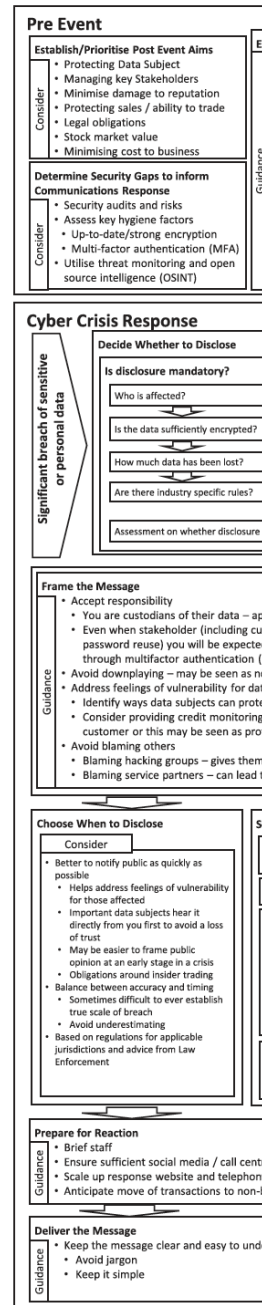 Pre Event
Establish/Prioritise Post Event Aims
Consider
• Protecting Data Subject
• Managing key Stakeholders
• Minimise damage to reputation
• Protecting sales / ability to trade
• Legal obligations
• Stock market value
• Minimising cost to business
Determine Security Gaps to inform
Communications Response
Consider
• Security audits and risks
• Assess key hygiene factors
• Up-to-date/strong encryption
• Multi-factor authentication (MFA)
• Utilise threat monitoring and open
source intelligence (OSINT)
E
Guidance
Cyber Crisis Response
Significant breach of sensitive
or personal data
Decide Whether to Disclose
Is disclosure mandatory?
Who is affected?
Is the data sufficiently encrypted?
How much data has been lost?
Are there industry specific rules?
Assessment on whether disclosure
Frame the Message
Guidance
• Accept responsibility
• You are custodians of their data – ap
• Even when stakeholder (including cu
password reuse) you will be expecte
through multifactor authentication (
• Avoid downplaying – may be seen as n
• Address feelings of vulnerability for dat
• Identify ways data subjects can prote
• Consider providing credit monitoring
customer or this may be seen as pro
• Avoid blaming others
• Blaming hacking groups – gives them
• Blaming service partners – can lead t
Choose When to Disclose
Consider
• Better to notify public as quickly as
possible
• Helps address feelings of vulnerability
for those affected
• Important data subjects hear it
directly from you first to avoid a loss
of trust
• May be easier to frame public
opinion at an early stage in a crisis
• Obligations around insider trading
• Balance between accuracy and timing
• Sometimes difficult to ever establish
true scale of breach
• Avoid underestimating
• Based on regulations for applicable
jurisdictions and advice from Law
Enforcement
S
Prepare for Reaction
Guidance
• Brief staff
• Ensure sufficient social media / call centr
• Scale up response website and telephon
• Anticipate move of transactions to non-
Deliver the Message
Guidance
• Keep the message clear and easy to unde
• Avoid jargon
• Keep it simple